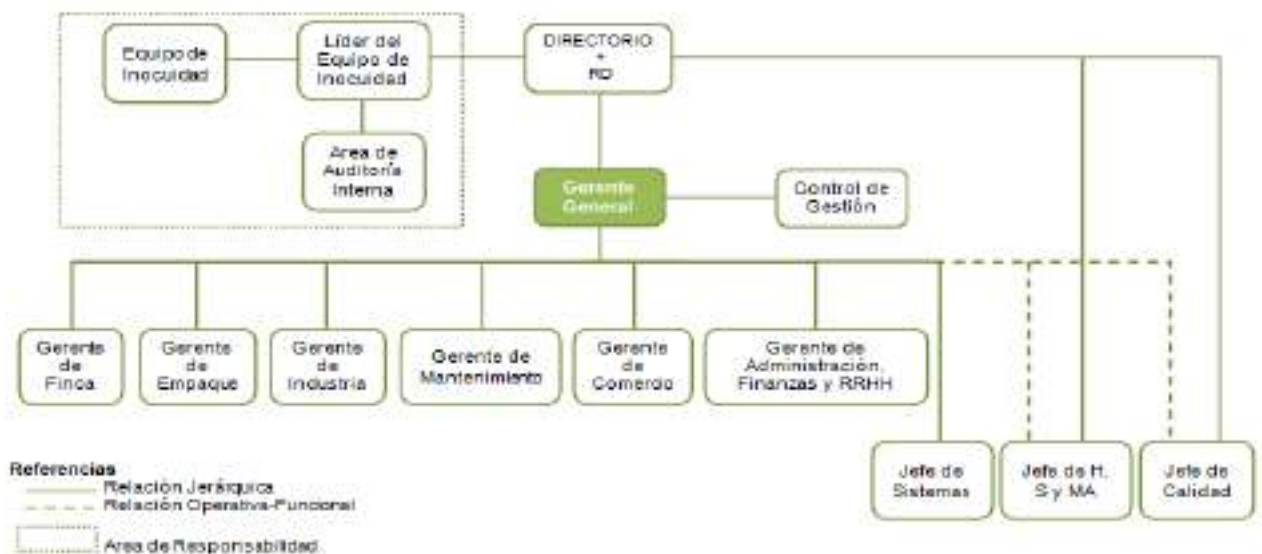 Equipo de
Inocuidad
Líder del
Equipo de
Inocuidad
DIRECTORIO
+
RD
Area de
Auditoría
Interna
Gerente
General
Control de
Gestión
Gerente
de
Finca
Gerente
de
Empaque
Gerente
de
Industria
Gerente de
Mantenimiento
Gerente
de
Comercio
Gerente de
Administración,
Finanzas y RRHH
Jefe de
Sistemas
Jefe de H,
S y MA
Jefe de
Calidad
Referencias
Relación Jerárquica
Relación Operativa-Funcional
Area de Responsabilidad